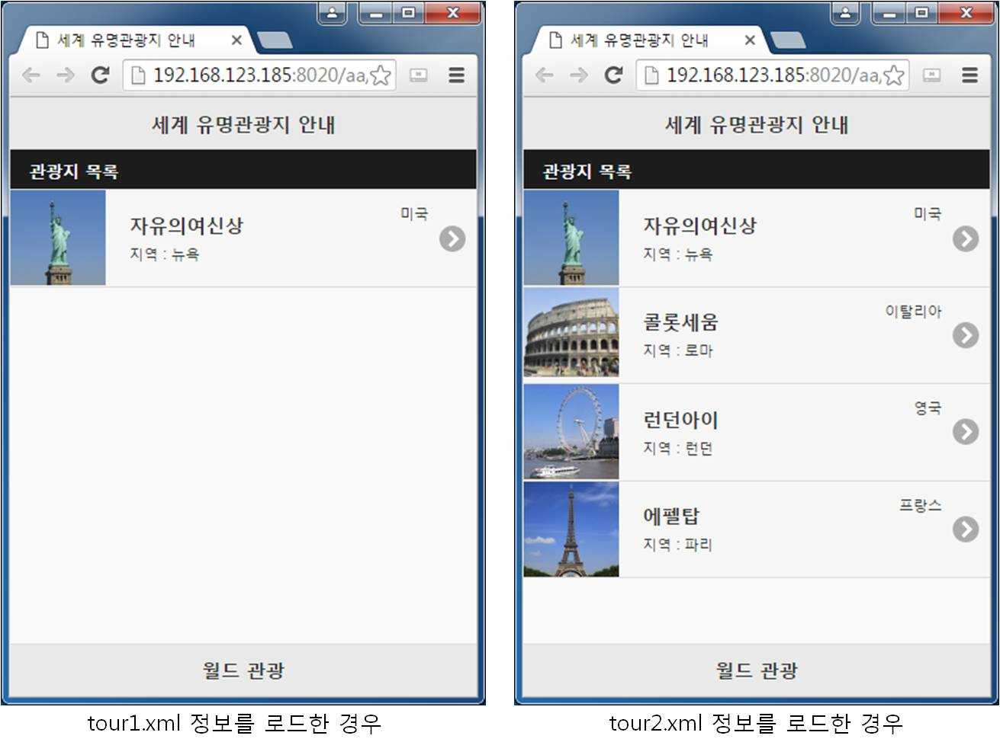 세계 유명관광지 안내
192.168.123.185:8020/aa/
세계 유명관광지 안내
관광지 목록
자유의여신상
미국
지역 : 뉴욕
월드 관광
tour1.xml 정보를 로드한 경우
세계 유명관광지 안내
192.168.123.185:8020/aa/
세계 유명관광지 안내
관광지 목록
자유의여신상
미국
지역 : 뉴욕
콜롯세움
이탈리아
지역 : 로마
런던아이
영국
지역 : 런던
에펠탑
프랑스
지역 : 파리
월드 관광
tour2.xml 정보를 로드한 경우